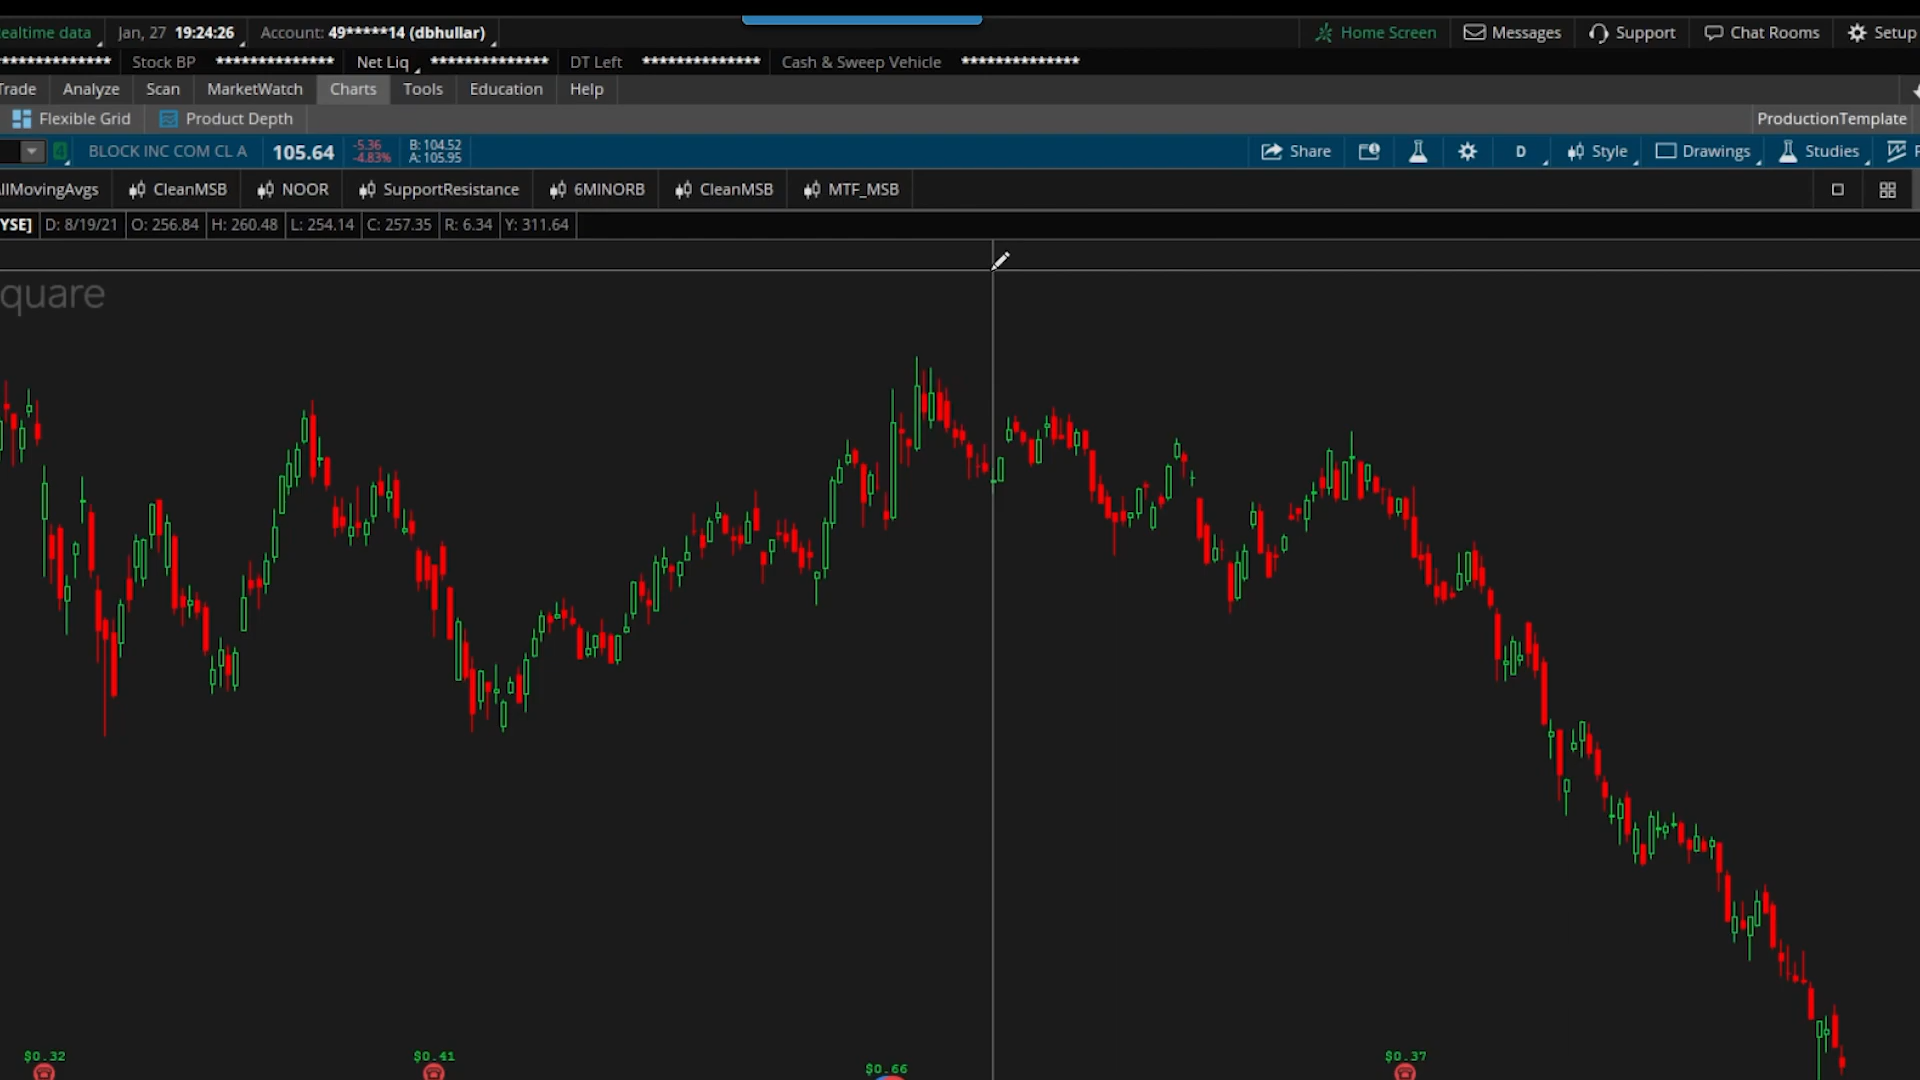 ealtime data Jan, 27 19:24:26 Account: 49*****14 (dbhullar) Home Screen Messages Support Chat Rooms Setup
************** Stock BP ************** Net Liq ************** DT Left ************** Cash & Sweep Vehicle **************
Trade Analyze Scan MarketWatch Charts Tools Education Help
Flexible Grid Product Depth ProductionTemplate
BLOCK INC COM CL A 105.64 -5.36 B: 104.52 Share D Style Drawings Studies
-4.83% A: 105.95
llMovingAvgs CleanMSB NOOR SupportResistance 6MINORB CleanMSB MTF_MSB
YSE] D: 8/19/21 O: 256.84 H: 260.48 L: 254.14 C: 257.35 R: 6.34 Y: 311.64
quare
$0.32 $0.41 $0.66 $0.37